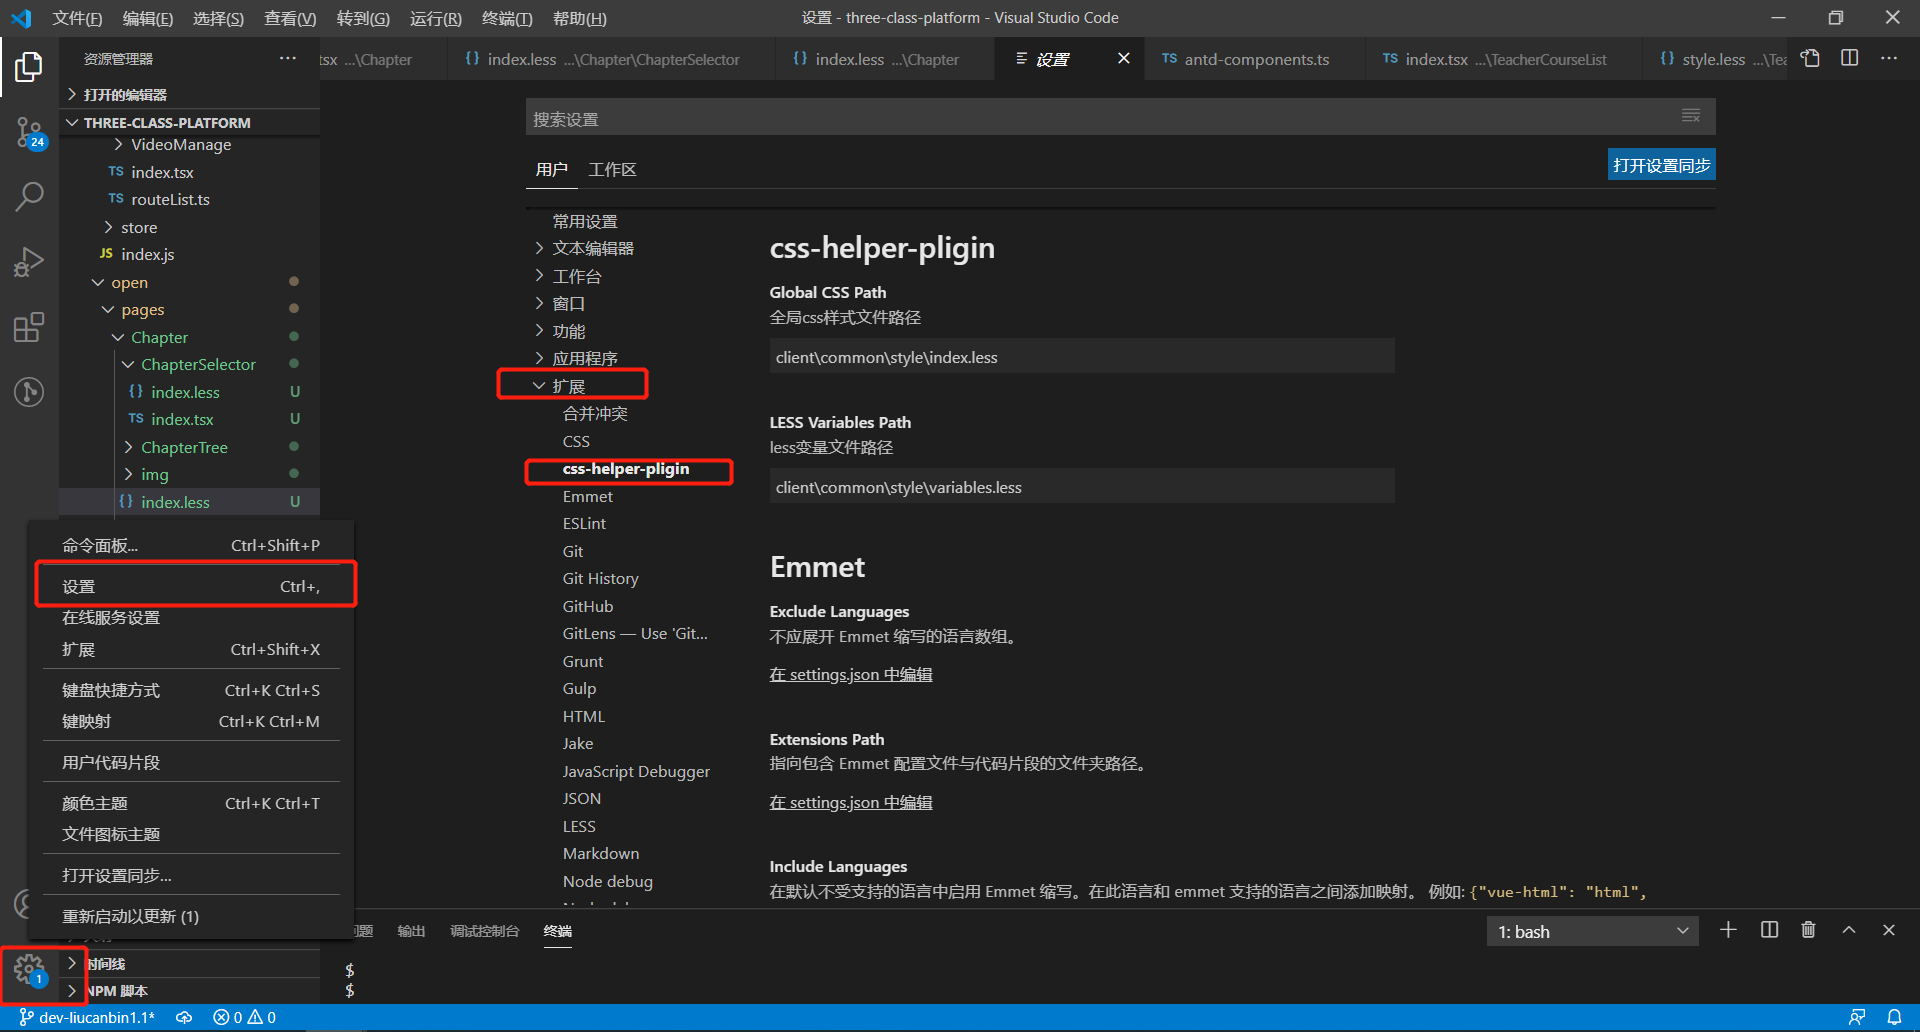 文件(F) 编辑(E) 选择(S) 查看(V) 转到(G) 运行(R) 终端(T) 帮助(H)
设置 - three-class-platform - Visual Studio Code
资源管理器
tsx ...\Chapter
index.less ...\Chapter\ChapterSelector
index.less ...\Chapter
设置
TS antd-components.ts
TS index.tsx ...\TeacherCourseList
style.less ...\Tea
打开的编辑器
THREE-CLASS-PLATFORM
VideoManage
TS index.tsx
TS routeList.ts
store
JS index.js
open
pages
Chapter
ChapterSelector
{} index.less U
TS index.tsx U
ChapterTree
img
{} index.less U
24
命令面板... Ctrl+Shift+P
设置 Ctrl+,
在线服务设置
扩展 Ctrl+Shift+X
键盘快捷方式 Ctrl+K Ctrl+S
键映射 Ctrl+K Ctrl+M
用户代码片段
颜色主题 Ctrl+K Ctrl+T
文件图标主题
打开设置同步...
重新启动以更新 (1)
1
时间线
NPM 脚本
搜索设置
用户 工作区
打开设置同步
常用设置
文本编辑器
工作台
窗口
功能
应用程序
扩展
合并冲突
CSS
css-helper-pligin
Emmet
ESLint
Git
Git History
GitHub
GitLens — Use 'Git...
Grunt
Gulp
HTML
Jake
JavaScript Debugger
JSON
LESS
Markdown
Node debug
css-helper-pligin
Global CSS Path
全局css样式文件路径
client\common\style\index.less
LESS Variables Path
less变量文件路径
client\common\style\variables.less
Emmet
Exclude Languages
不应展开 Emmet 缩写的语言数组。
在 settings.json 中编辑
Extensions Path
指向包含 Emmet 配置文件与代码片段的文件夹路径。
在 settings.json 中编辑
Include Languages
在默认不受支持的语言中启用 Emmet 缩写。在此语言和 emmet 支持的语言之间添加映射。 例如: {"vue-html": "html",
题 输出 调试控制台 终端
1: bash
$
$
dev-liucanbin1.1* 0 0